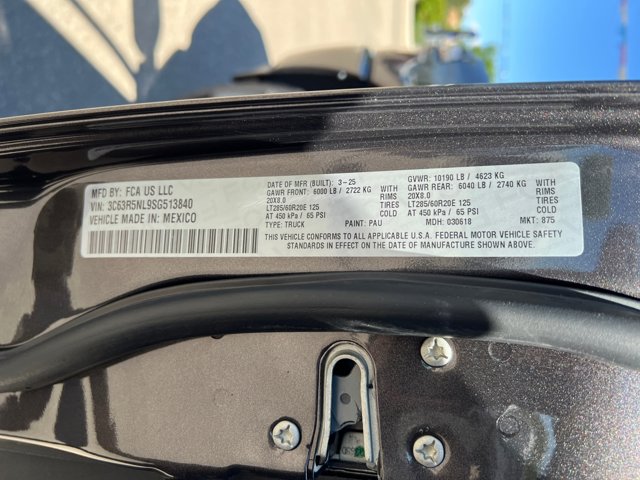 MFD BY: FCA US LLC
VIN: 3C63R5NL9SG513840
VEHICLE MADE IN: MEXICO
DATE OF MFR (BUILT): 3-25
GAWR FRONT: 6000 LB / 2722 KG WITH
20X8.0 RIMS
LT285/60R20E 125 TIRES
AT 450 kPa / 65 PSI COLD
TYPE: TRUCK PAINT: PAU
GVWR: 10190 LB / 4623 KG
GAWR REAR: 6040 LB / 2740 KG WITH
20X8.0 RIMS
LT285/60R20E 125 TIRES
AT 450 kPa / 65 PSI COLD
MDH: 030618 MKT: 875
THIS VEHICLE CONFORMS TO ALL APPLICABLE U.S.A. FEDERAL MOTOR VEHICLE SAFETY
STANDARDS IN EFFECT ON THE DATE OF MANUFACTURE SHOWN ABOVE